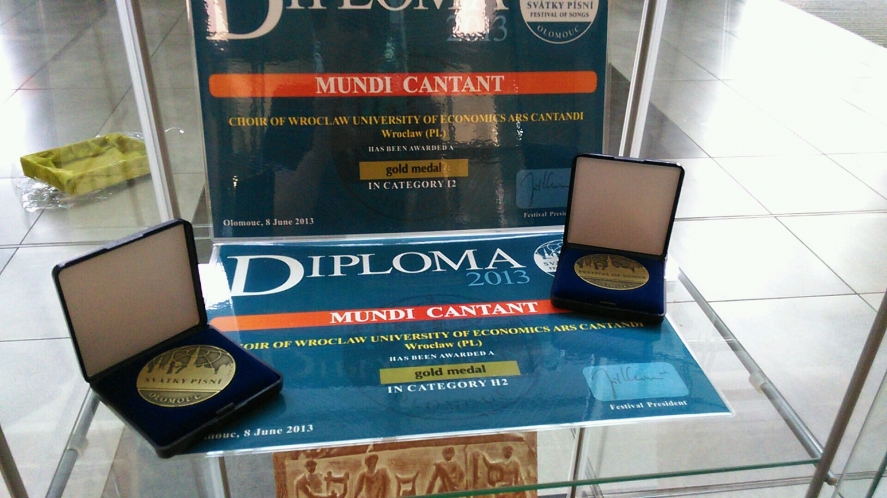 DIPLOMA
2013
SVÁTKY PÍSNÍ
FESTIVAL OF SONGS
OLOMOUC
MUNDI CANTANT
CHOIR OF WROCLAW UNIVERSITY OF ECONOMICS ARS CANTANDI
Wroclaw (PL)
HAS BEEN AWARDED A
gold medal
IN CATEGORY I2
Olomouc, 8 June 2013
Festival President
DIPLOMA
2013
MUNDI CANTANT
CHOIR OF WROCLAW UNIVERSITY OF ECONOMICS ARS CANTANDI
Wroclaw (PL)
HAS BEEN AWARDED A
gold medal
IN CATEGORY H2
Olomouc, 8 June 2013
Festival President
SVÁTKY PÍSNÍ
OLOMOUC